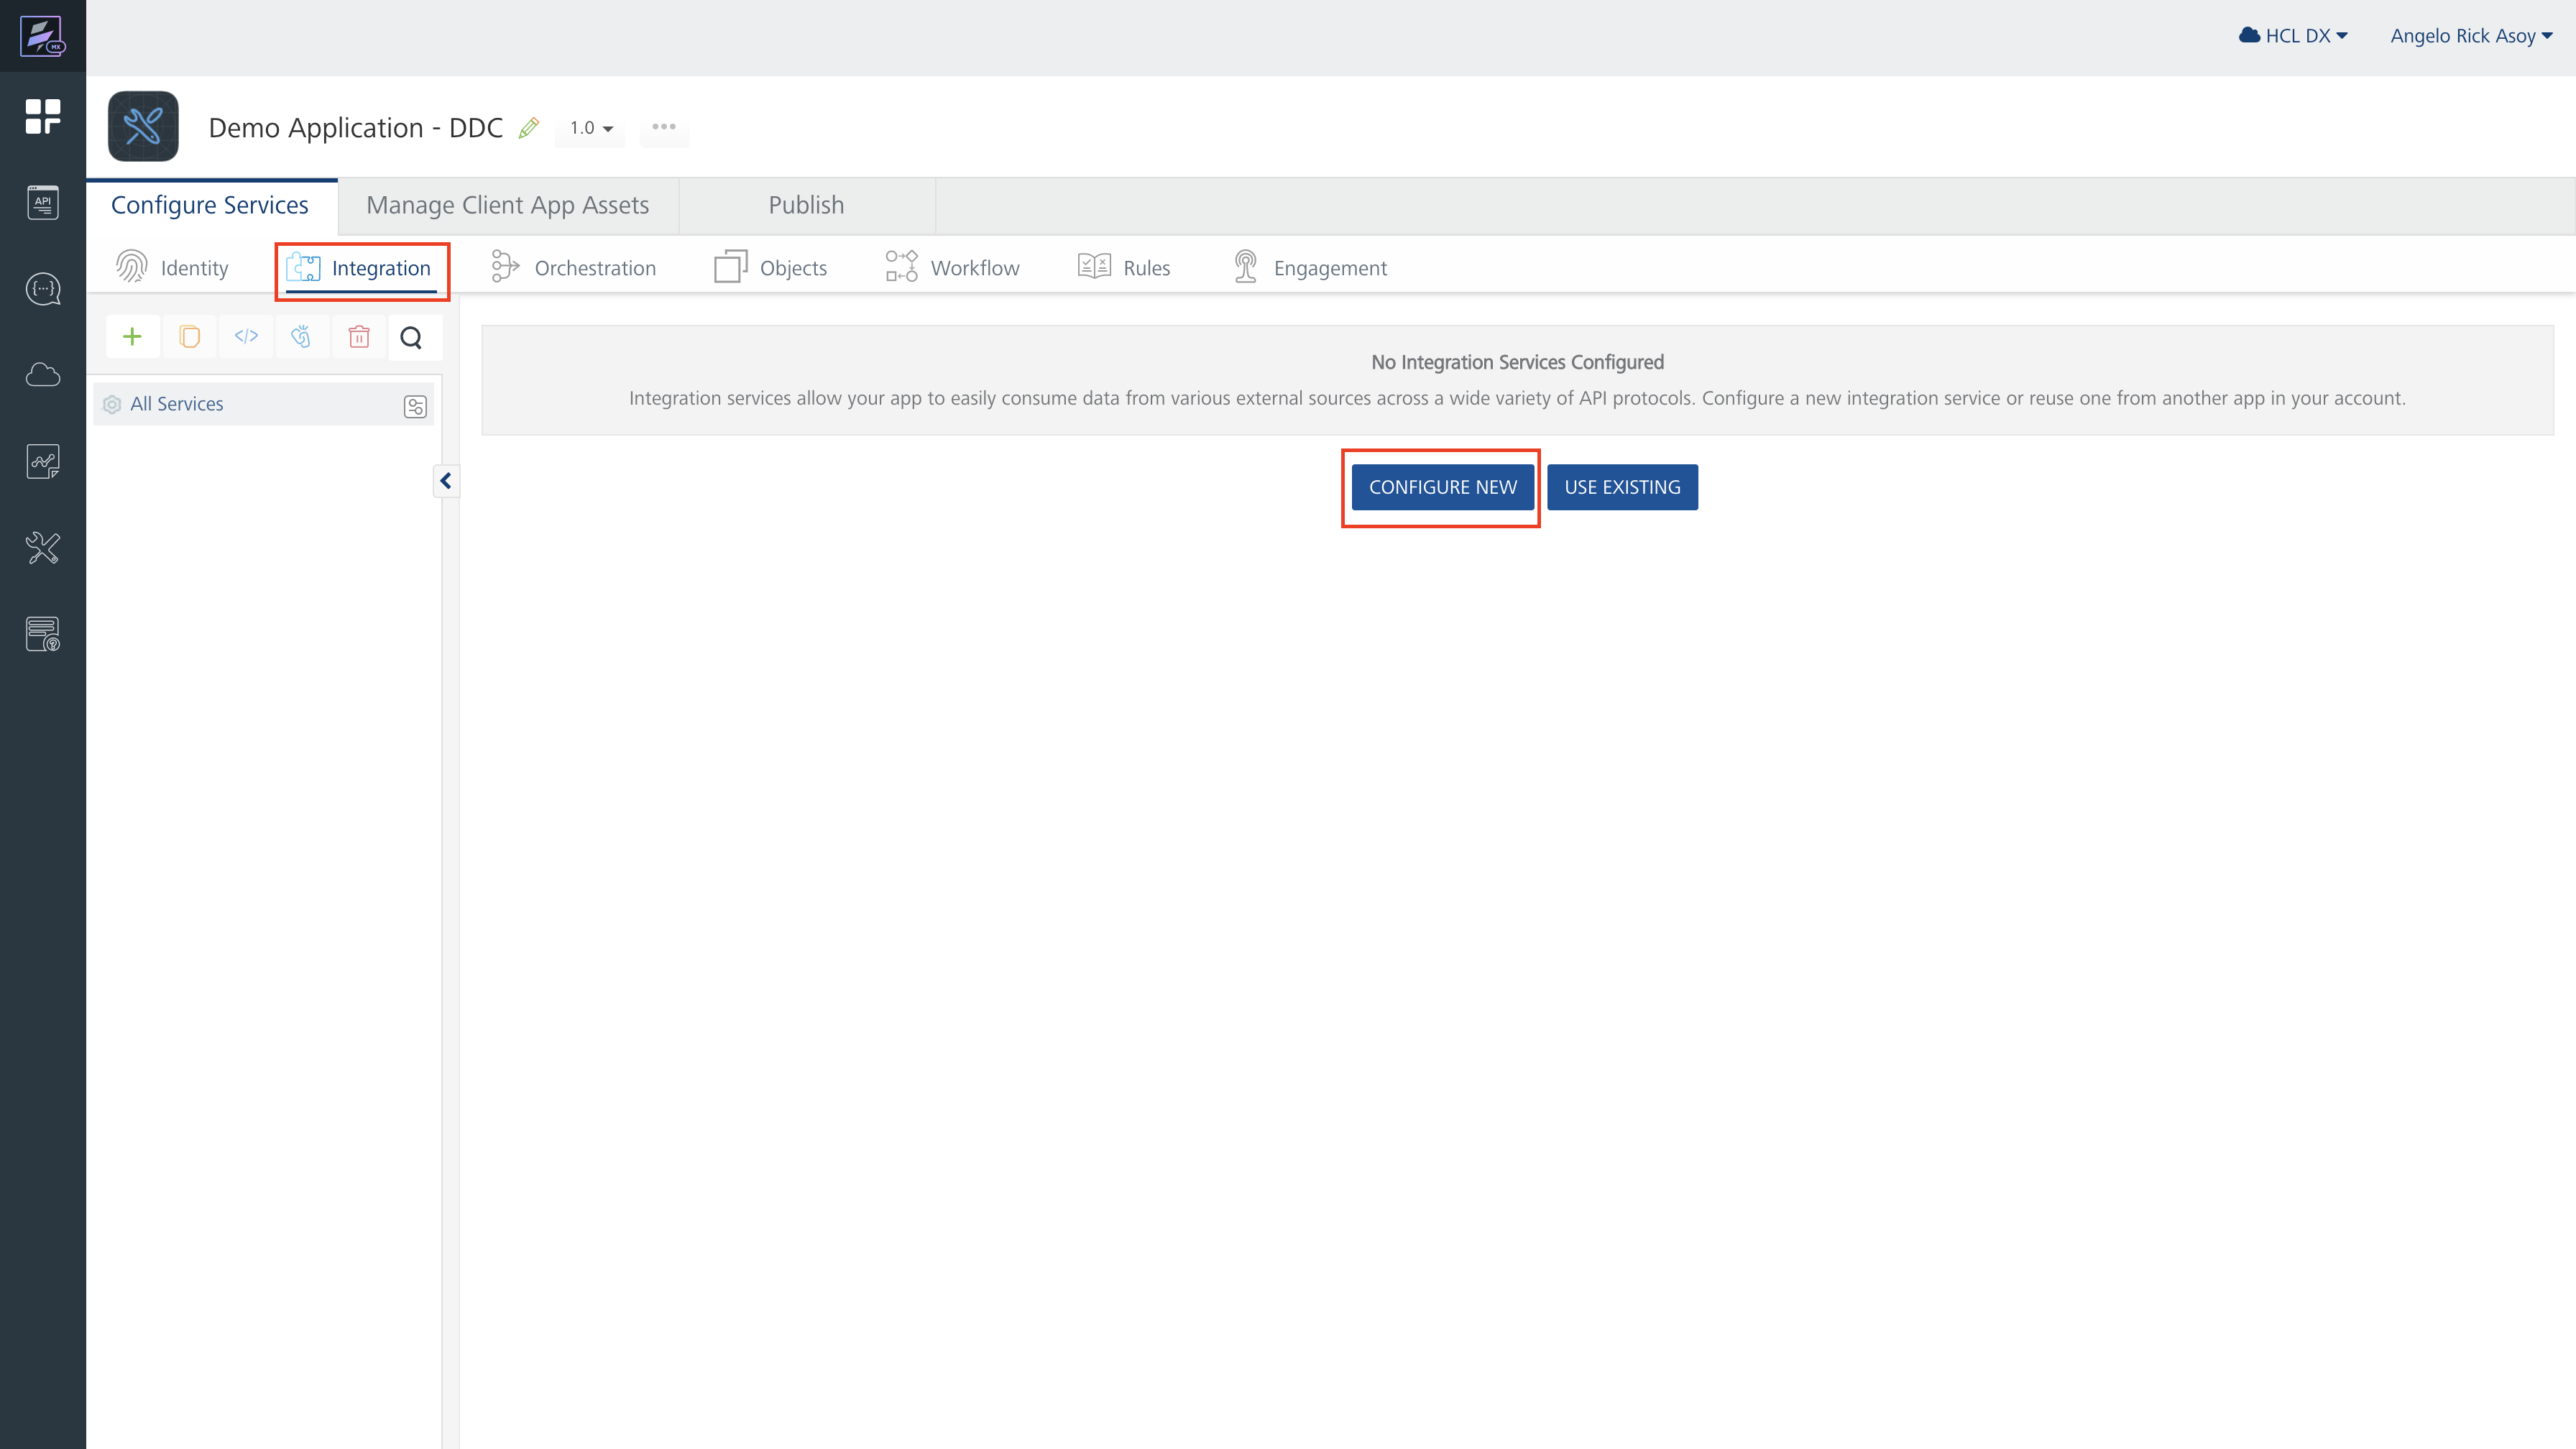 MX
HCL DX
Angelo Rick Asoy
Demo Application - DDC
1.0
API
Configure Services
Manage Client App Assets
Publish
Identity
Integration
Orchestration
Objects
Workflow
Rules
Engagement
All Services
No Integration Services Configured
Integration services allow your app to easily consume data from various external sources across a wide variety of API protocols. Configure a new integration service or reuse one from another app in your account.
CONFIGURE NEW
USE EXISTING